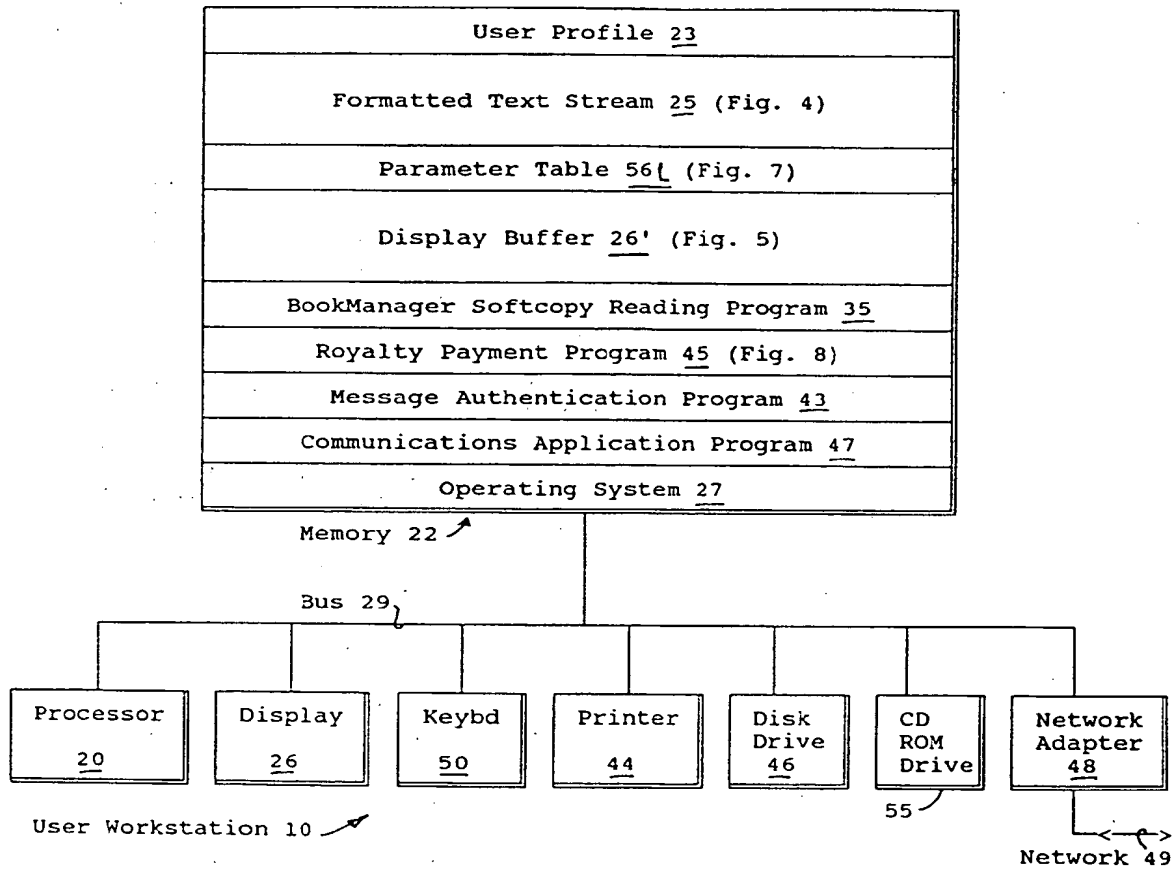 User Profile 23
Formatted Text Stream 25 (Fig. 4)
Parameter Table 56L (Fig. 7)
Display Buffer 26' (Fig. 5)
BookManager Softcopy Reading Program 35
Royalty Payment Program 45 (Fig. 8)
Message Authentication Program 43
Communications Application Program 47
Operating System 27
Memory 22
Bus 29
Processor
20
Display
26
Keybd
50
Printer
44
Disk
Drive
46
CD
ROM
Drive
55
Network
Adapter
48
User Workstation 10
Network 49